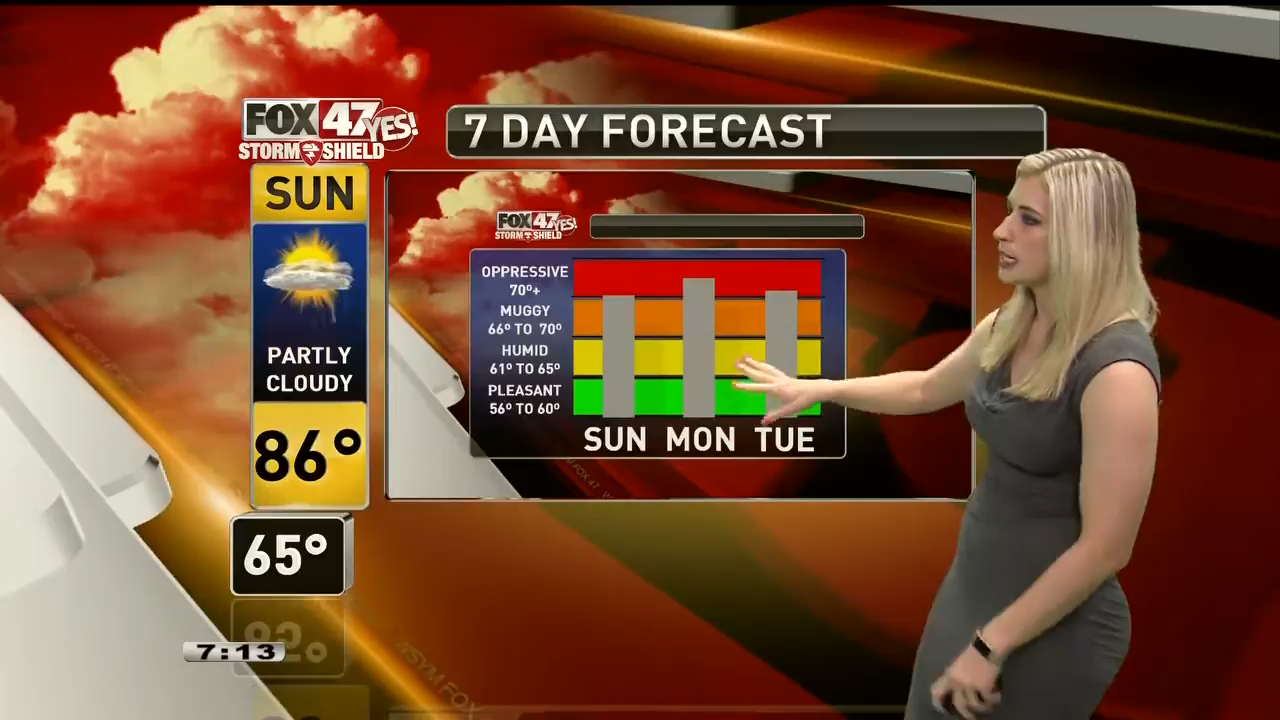 FOX 47 YES!
STORM SHIELD
7 DAY FORECAST
SUN
PARTLY
CLOUDY
86°
65°
7:13
FOX 47 YES!
STORM SHIELD
OPPRESSIVE
70°+
MUGGY
66° TO 70°
HUMID
61° TO 65°
PLEASANT
56° TO 60°
SUN MON TUE